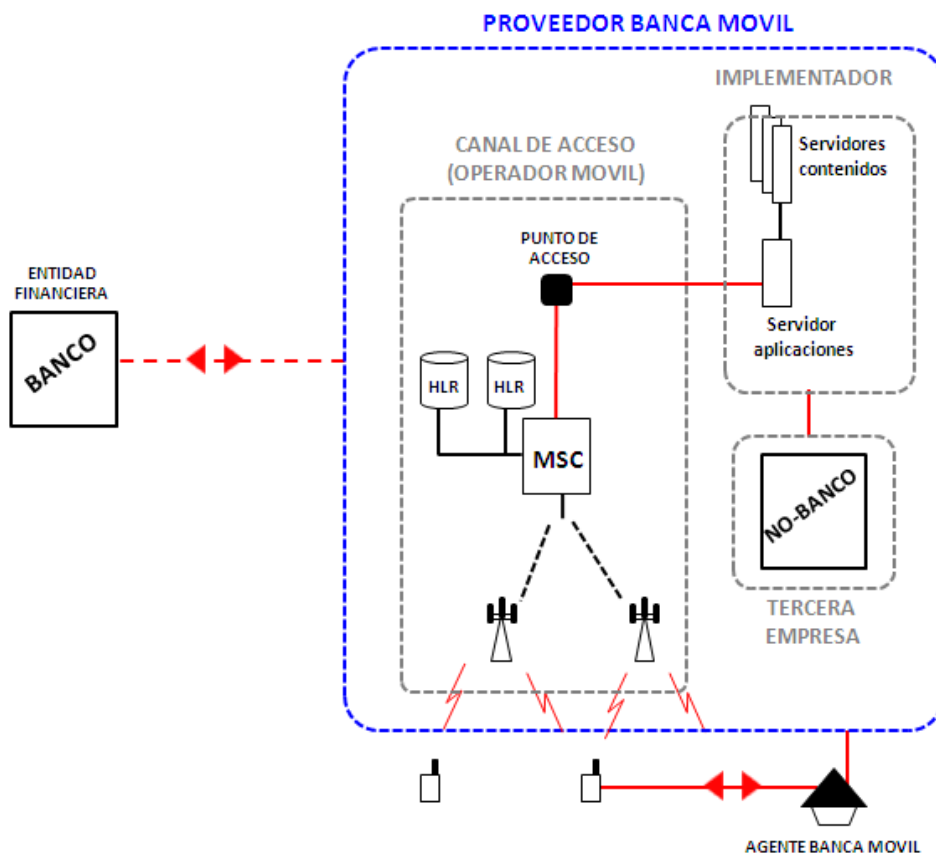 PROVEEDOR BANCA MOVIL
IMPLEMENTADOR
Servidores
contenidos
CANAL DE ACCESO
(OPERADOR MOVIL)
PUNTO DE
ACCESO
ENTIDAD
FINANCIERA
BANCO
Servidor
aplicaciones
HLR
HLR
MSC
NO-BANCO
TERCERA
EMPRESA
AGENTE BANCA MOVIL